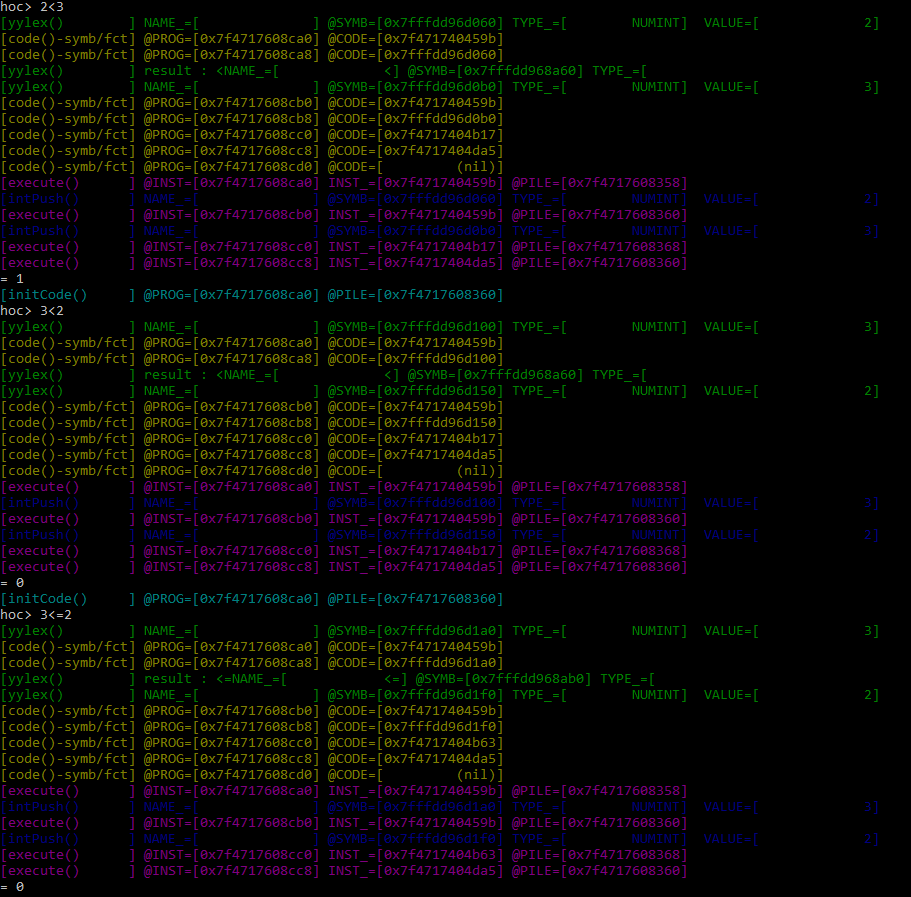 hoc> 2<3
[yylex()        ] NAME_=[              ] @SYMB=[0x7fffdd96d060] TYPE_=[        NUMINT]  VALUE=[             2]
[code()-symb/fct] @PROG=[0x7f4717608ca0] @CODE=[0x7f471740459b]
[code()-symb/fct] @PROG=[0x7f4717608ca8] @CODE=[0x7fffdd96d060]
[yylex()        ] result : <NAME_=[             <] @SYMB=[0x7fffdd968a60] TYPE_=[
[yylex()        ] NAME_=[              ] @SYMB=[0x7fffdd96d0b0] TYPE_=[        NUMINT]  VALUE=[             3]
[code()-symb/fct] @PROG=[0x7f4717608cb0] @CODE=[0x7f471740459b]
[code()-symb/fct] @PROG=[0x7f4717608cb8] @CODE=[0x7fffdd96d0b0]
[code()-symb/fct] @PROG=[0x7f4717608cc0] @CODE=[0x7f4717404b17]
[code()-symb/fct] @PROG=[0x7f4717608cc8] @CODE=[0x7f4717404da5]
[code()-symb/fct] @PROG=[0x7f4717608cd0] @CODE=[         (nil)]
[execute()      ] @INST=[0x7f4717608ca0] INST_=[0x7f471740459b] @PILE=[0x7f4717608358]
[intPush()      ] NAME_=[              ] @SYMB=[0x7fffdd96d060] TYPE_=[        NUMINT]  VALUE=[             2]
[execute()      ] @INST=[0x7f4717608cb0] INST_=[0x7f471740459b] @PILE=[0x7f4717608360]
[intPush()      ] NAME_=[              ] @SYMB=[0x7fffdd96d0b0] TYPE_=[        NUMINT]  VALUE=[             3]
[execute()      ] @INST=[0x7f4717608cc0] INST_=[0x7f4717404b17] @PILE=[0x7f4717608368]
[execute()      ] @INST=[0x7f4717608cc8] INST_=[0x7f4717404da5] @PILE=[0x7f4717608360]
= 1
[initCode()     ] @PROG=[0x7f4717608ca0] @PILE=[0x7f4717608360]
hoc> 3<2
[yylex()        ] NAME_=[              ] @SYMB=[0x7fffdd96d100] TYPE_=[        NUMINT]  VALUE=[             3]
[code()-symb/fct] @PROG=[0x7f4717608ca0] @CODE=[0x7f471740459b]
[code()-symb/fct] @PROG=[0x7f4717608ca8] @CODE=[0x7fffdd96d100]
[yylex()        ] result : <NAME_=[             <] @SYMB=[0x7fffdd968a60] TYPE_=[
[yylex()        ] NAME_=[              ] @SYMB=[0x7fffdd96d150] TYPE_=[        NUMINT]  VALUE=[             2]
[code()-symb/fct] @PROG=[0x7f4717608cb0] @CODE=[0x7f471740459b]
[code()-symb/fct] @PROG=[0x7f4717608cb8] @CODE=[0x7fffdd96d150]
[code()-symb/fct] @PROG=[0x7f4717608cc0] @CODE=[0x7f4717404b17]
[code()-symb/fct] @PROG=[0x7f4717608cc8] @CODE=[0x7f4717404da5]
[code()-symb/fct] @PROG=[0x7f4717608cd0] @CODE=[         (nil)]
[execute()      ] @INST=[0x7f4717608ca0] INST_=[0x7f471740459b] @PILE=[0x7f4717608358]
[intPush()      ] NAME_=[              ] @SYMB=[0x7fffdd96d100] TYPE_=[        NUMINT]  VALUE=[             3]
[execute()      ] @INST=[0x7f4717608cb0] INST_=[0x7f471740459b] @PILE=[0x7f4717608360]
[intPush()      ] NAME_=[              ] @SYMB=[0x7fffdd96d150] TYPE_=[        NUMINT]  VALUE=[             2]
[execute()      ] @INST=[0x7f4717608cc0] INST_=[0x7f4717404b17] @PILE=[0x7f4717608368]
[execute()      ] @INST=[0x7f4717608cc8] INST_=[0x7f4717404da5] @PILE=[0x7f4717608360]
= 0
[initCode()     ] @PROG=[0x7f4717608ca0] @PILE=[0x7f4717608360]
hoc> 3<=2
[yylex()        ] NAME_=[              ] @SYMB=[0x7fffdd96d1a0] TYPE_=[        NUMINT]  VALUE=[             3]
[code()-symb/fct] @PROG=[0x7f4717608ca0] @CODE=[0x7f471740459b]
[code()-symb/fct] @PROG=[0x7f4717608ca8] @CODE=[0x7fffdd96d1a0]
[yylex()        ] result : <=NAME_=[            <=] @SYMB=[0x7fffdd968ab0] TYPE_=[
[yylex()        ] NAME_=[              ] @SYMB=[0x7fffdd96d1f0] TYPE_=[        NUMINT]  VALUE=[             2]
[code()-symb/fct] @PROG=[0x7f4717608cb0] @CODE=[0x7f471740459b]
[code()-symb/fct] @PROG=[0x7f4717608cb8] @CODE=[0x7fffdd96d1f0]
[code()-symb/fct] @PROG=[0x7f4717608cc0] @CODE=[0x7f4717404b63]
[code()-symb/fct] @PROG=[0x7f4717608cc8] @CODE=[0x7f4717404da5]
[code()-symb/fct] @PROG=[0x7f4717608cd0] @CODE=[         (nil)]
[execute()      ] @INST=[0x7f4717608ca0] INST_=[0x7f471740459b] @PILE=[0x7f4717608358]
[intPush()      ] NAME_=[              ] @SYMB=[0x7fffdd96d1a0] TYPE_=[        NUMINT]  VALUE=[             3]
[execute()      ] @INST=[0x7f4717608cb0] INST_=[0x7f471740459b] @PILE=[0x7f4717608360]
[intPush()      ] NAME_=[              ] @SYMB=[0x7fffdd96d1f0] TYPE_=[        NUMINT]  VALUE=[             2]
[execute()      ] @INST=[0x7f4717608cc0] INST_=[0x7f4717404b63] @PILE=[0x7f4717608368]
[execute()      ] @INST=[0x7f4717608cc8] INST_=[0x7f4717404da5] @PILE=[0x7f4717608360]
= 0